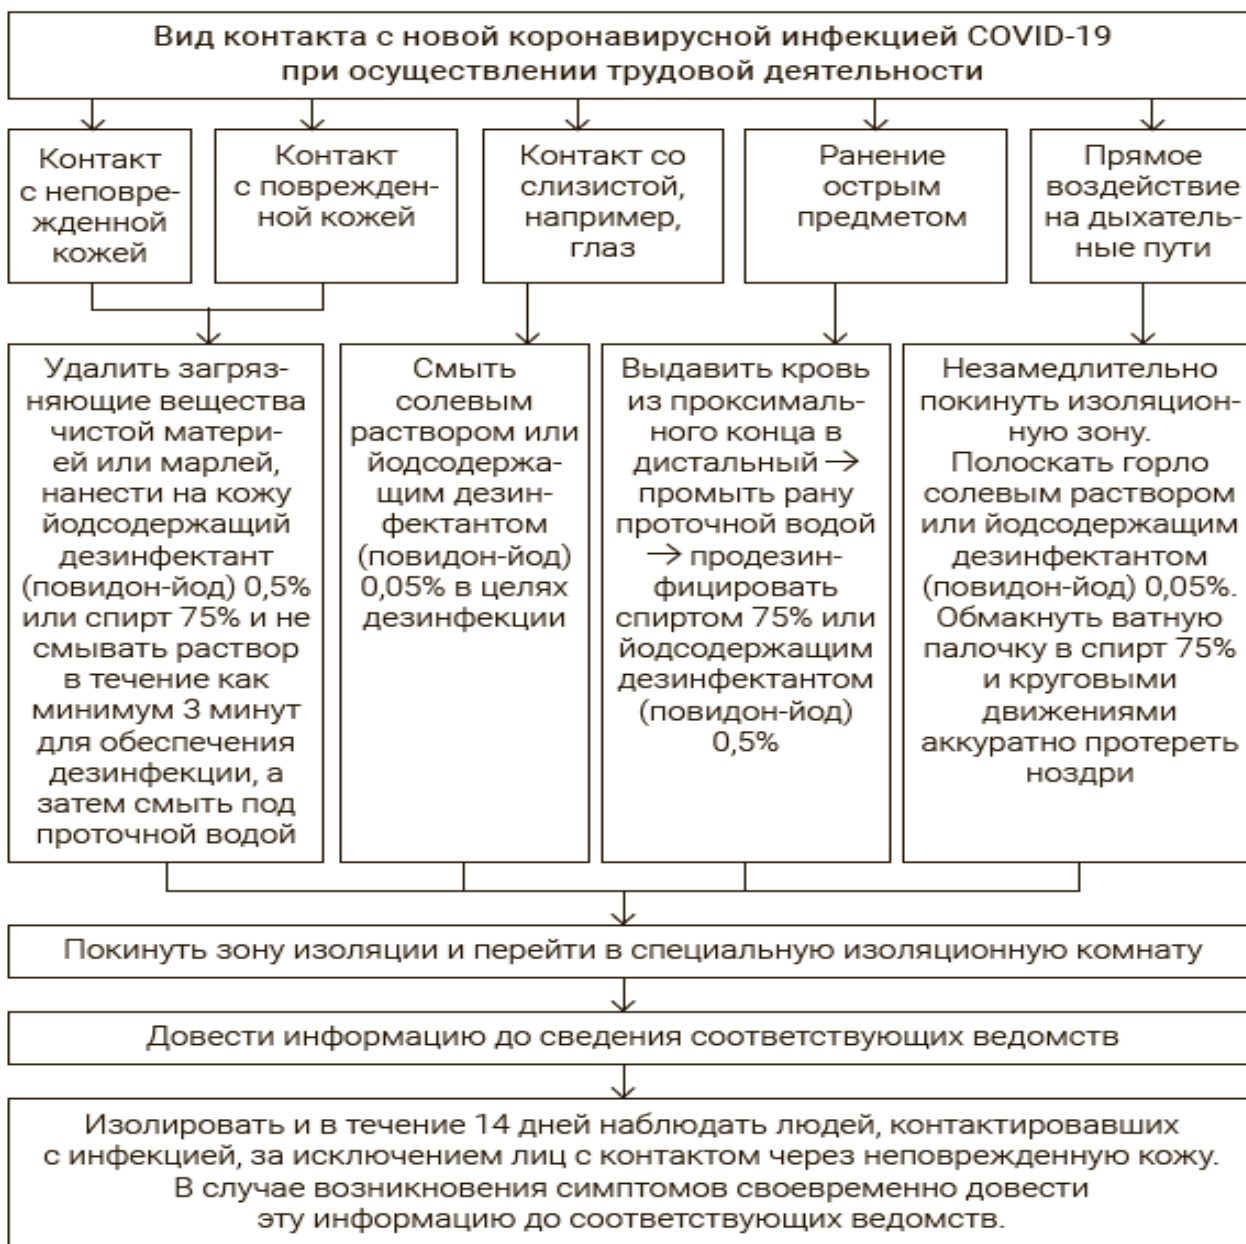 Вид контакта с новой коронавирусной инфекцией COVID-19
при осуществлении трудовой деятельности
Контакт
с неповре-
жденной
кожей
Контакт
с поврежден-
ной кожей
Контакт со
слизистой,
например,
глаз
Ранение
острым
предметом
Прямое
воздействие
на дыхатель-
ные пути
Удалить загряз-
няющие вещества
чистой матери-
ей или марлей,
нанести на кожу
йодсодержащий
дезинфектант
(повидон-йод) 0,5%
или спирт 75% и не
смывать раствор
в течение как
минимум 3 минут
для обеспечения
дезинфекции, а
затем смыть под
проточной водой
Смыть
солевым
раствором или
йодсодержа-
щим дезин-
фектантом
(повидон-йод)
0,05% в целях
дезинфекции
Выдавить кровь
из проксималь-
ного конца в
дистальный →
промыть рану
проточной водой
→ продезин-
фицировать
спиртом 75% или
йодсодержащим
дезинфектантом
(повидон-йод)
0,5%
Незамедлительно
покинуть изоляцион-
ную зону.
Полоскать горло
солевым раствором
или йодсодержащим
дезинфектантом
(повидон-йод) 0,05%.
Обмакнуть ватную
палочку в спирт 75%
и круговыми
движениями
аккуратно протереть
ноздри
Покинуть зону изоляции и перейти в специальную изоляционную комнату
Довести информацию до сведения соответствующих ведомств
Изолировать и в течение 14 дней наблюдать людей, контактировавших
с инфекцией, за исключением лиц с контактом через неповрежденную кожу.
В случае возникновения симптомов своевременно довести
эту информацию до соответствующих ведомств.